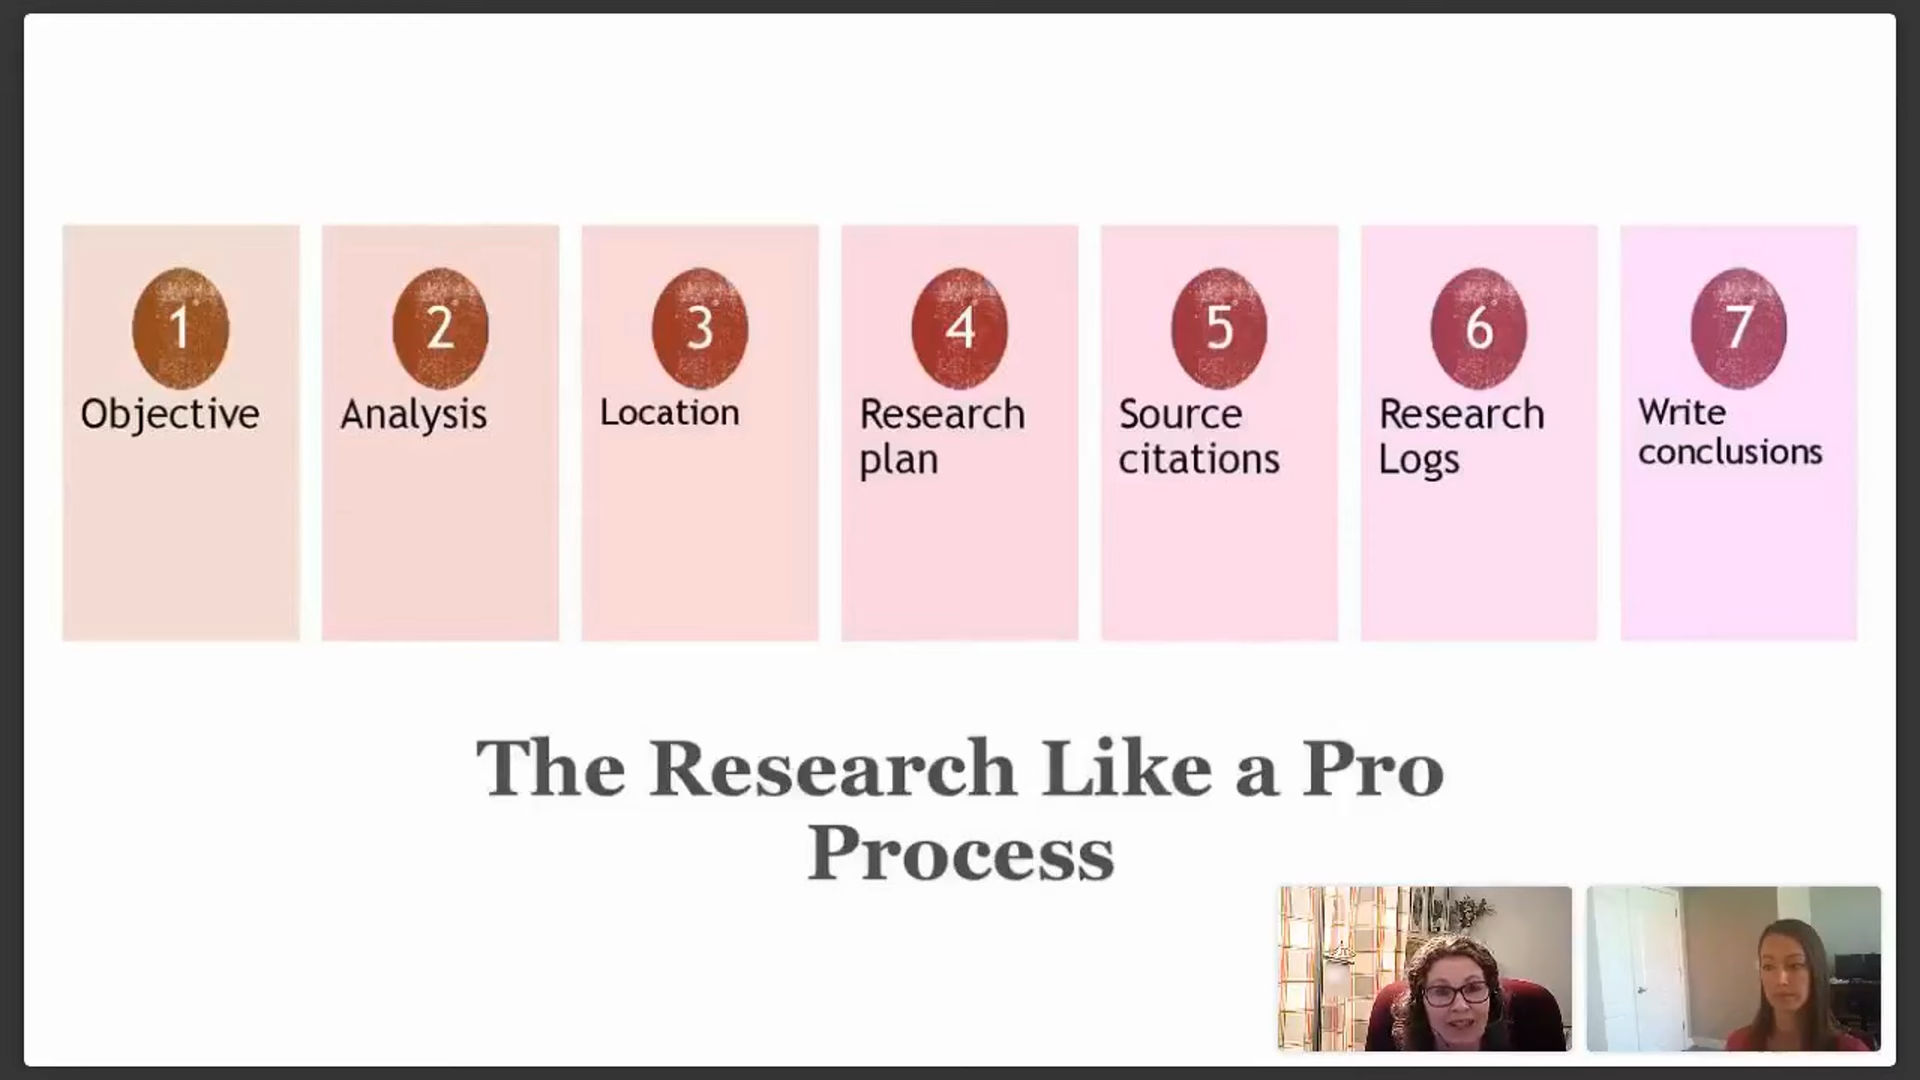 1
Objective
2
Analysis
3
Location
4
Research
plan
5
Source
citations
6
Research
Logs
7
Write
conclusions
The Research Like a Pro
Process